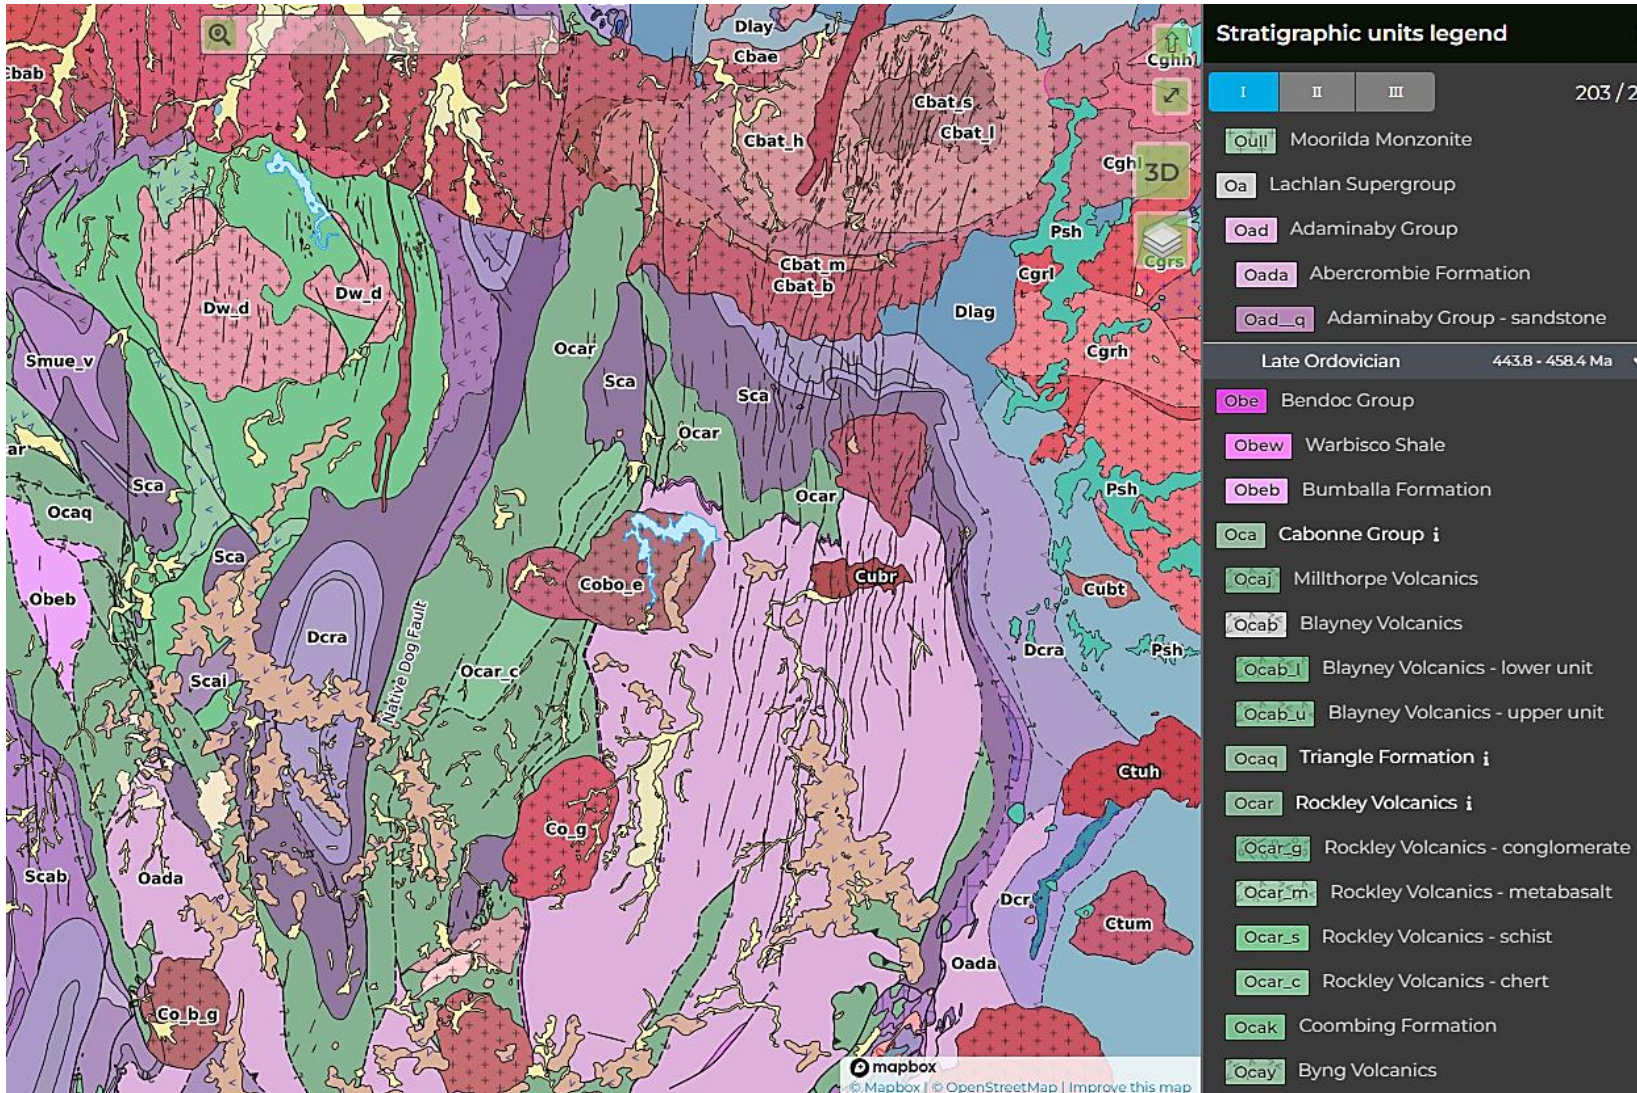 Dlay
Cbae
Cghh
Cbab
Cbat_s
Cbat_l
Cbat_h
Cghl
3D
Psh
Cgrs
Cbat_m
Cbat_b
Cgrl
Dlag
Dw_d
Dw_d
Ocar
Cgrh
Smue_v
Sca
Sca
Ocar
ar
Sca
Ocar
Psh
Ocaq
Sca
Cobo_e
Cubr
Cubt
Obeb
Dcra
Native Dog Fault
Dcra
Psh
Ocar_c
Scai
Ctuh
Co_g
Scab
Oada
Dcr
Ctum
Oada
Co_b_g
mapbox
© Mapbox | © OpenStreetMap | Improve this map
Stratigraphic units legend
I II III 203 / 2
Oull Moorilda Monzonite
Oa Lachlan Supergroup
Oad Adaminaby Group
Oada Abercrombie Formation
Oad__q Adaminaby Group - sandstone
Late Ordovician 443.8 - 458.4 Ma
Obe Bendoc Group
Obew Warbisco Shale
Obeb Bumballa Formation
Oca Cabonne Group i
Ocaj Millthorpe Volcanics
Ocab Blayney Volcanics
Ocab_l Blayney Volcanics - lower unit
Ocab_u Blayney Volcanics - upper unit
Ocaq Triangle Formation i
Ocar Rockley Volcanics i
Ocar_g Rockley Volcanics - conglomerate
Ocar_m Rockley Volcanics - metabasalt
Ocar_s Rockley Volcanics - schist
Ocar_c Rockley Volcanics - chert
Ocak Coombing Formation
Ocay Byng Volcanics